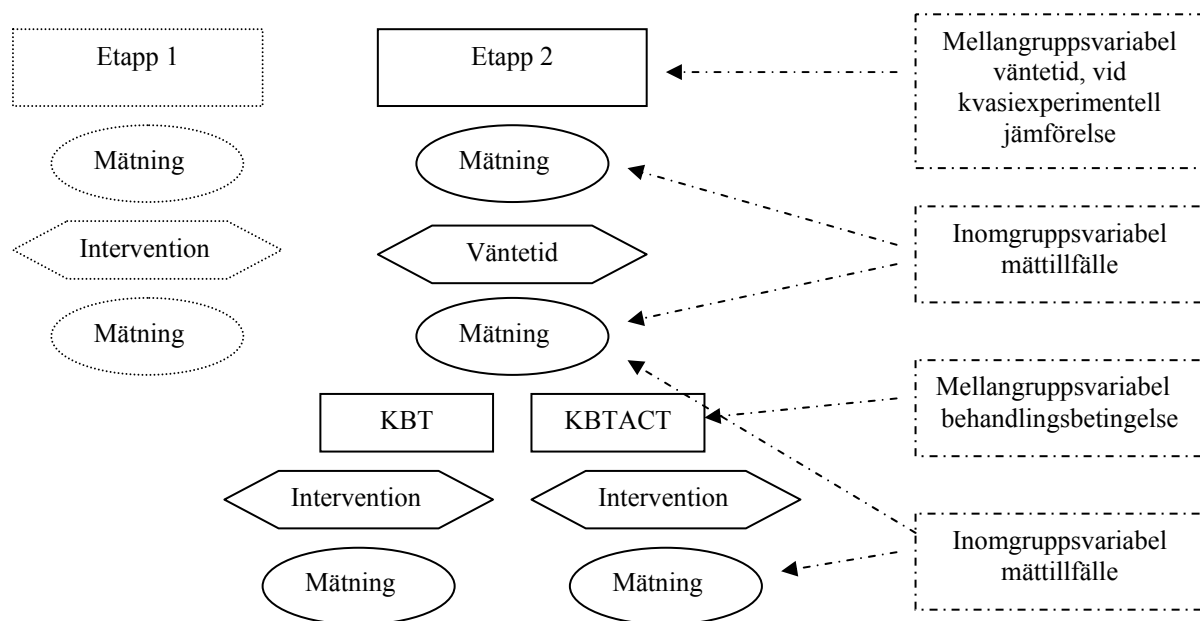 Etapp 1
Etapp 2
Mellangruppsvariabel
väntetid, vid
kvasiexperimentell
jämförelse
Mätning
Mätning
Intervention
Väntetid
Inomgruppsvariabel
mättillfälle
Mätning
Mätning
KBT
KBTACT
Mellangruppsvariabel
behandlingsbetingelse
Intervention
Intervention
Inomgruppsvariabel
mättillfälle
Mätning
Mätning